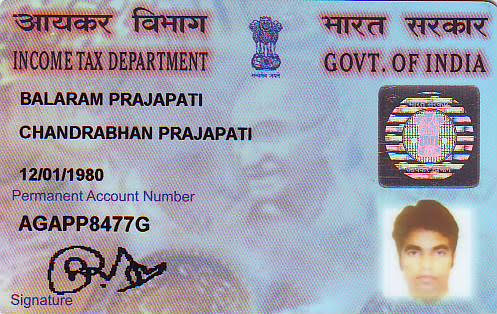 आयकर विभाग
INCOME TAX DEPARTMENT
भारत सरकार
GOVT. OF INDIA
सत्यमेव जयते
BALARAM PRAJAPATI
CHANDRABHAN PRAJAPATI
12/01/1980
Permanent Account Number
AGAPP8477G
Signature